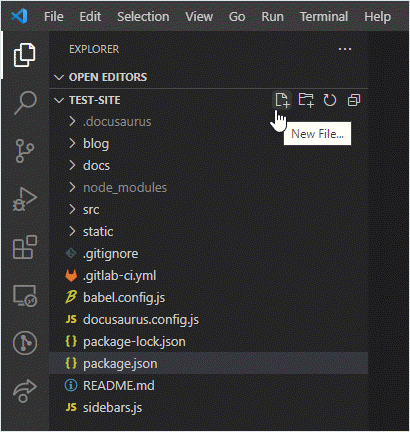 File Edit Selection View Go Run Terminal Help
EXPLORER
OPEN EDITORS
TEST-SITE
New File...
.docusaurus
blog
docs
node_modules
src
static
.gitignore
.gitlab-ci.yml
babel.config.js
JS docusaurus.config.js
{ } package-lock.json
{ } package.json
README.md
JS sidebars.js